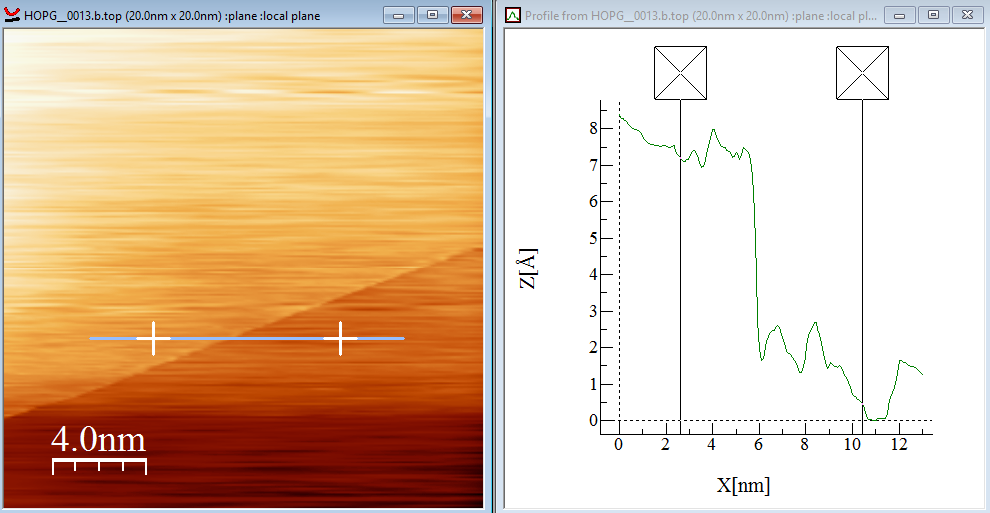 HOPG__0013.b.top (20.0nm x 20.0nm) :plane :local plane
4.0nm
Profile from HOPG__0013.b.top (20.0nm x 20.0nm) :plane :local pl...
8
7
6
5
4
3
2
1
0
Z[Å]
0 2 4 6 8 10 12
X[nm]